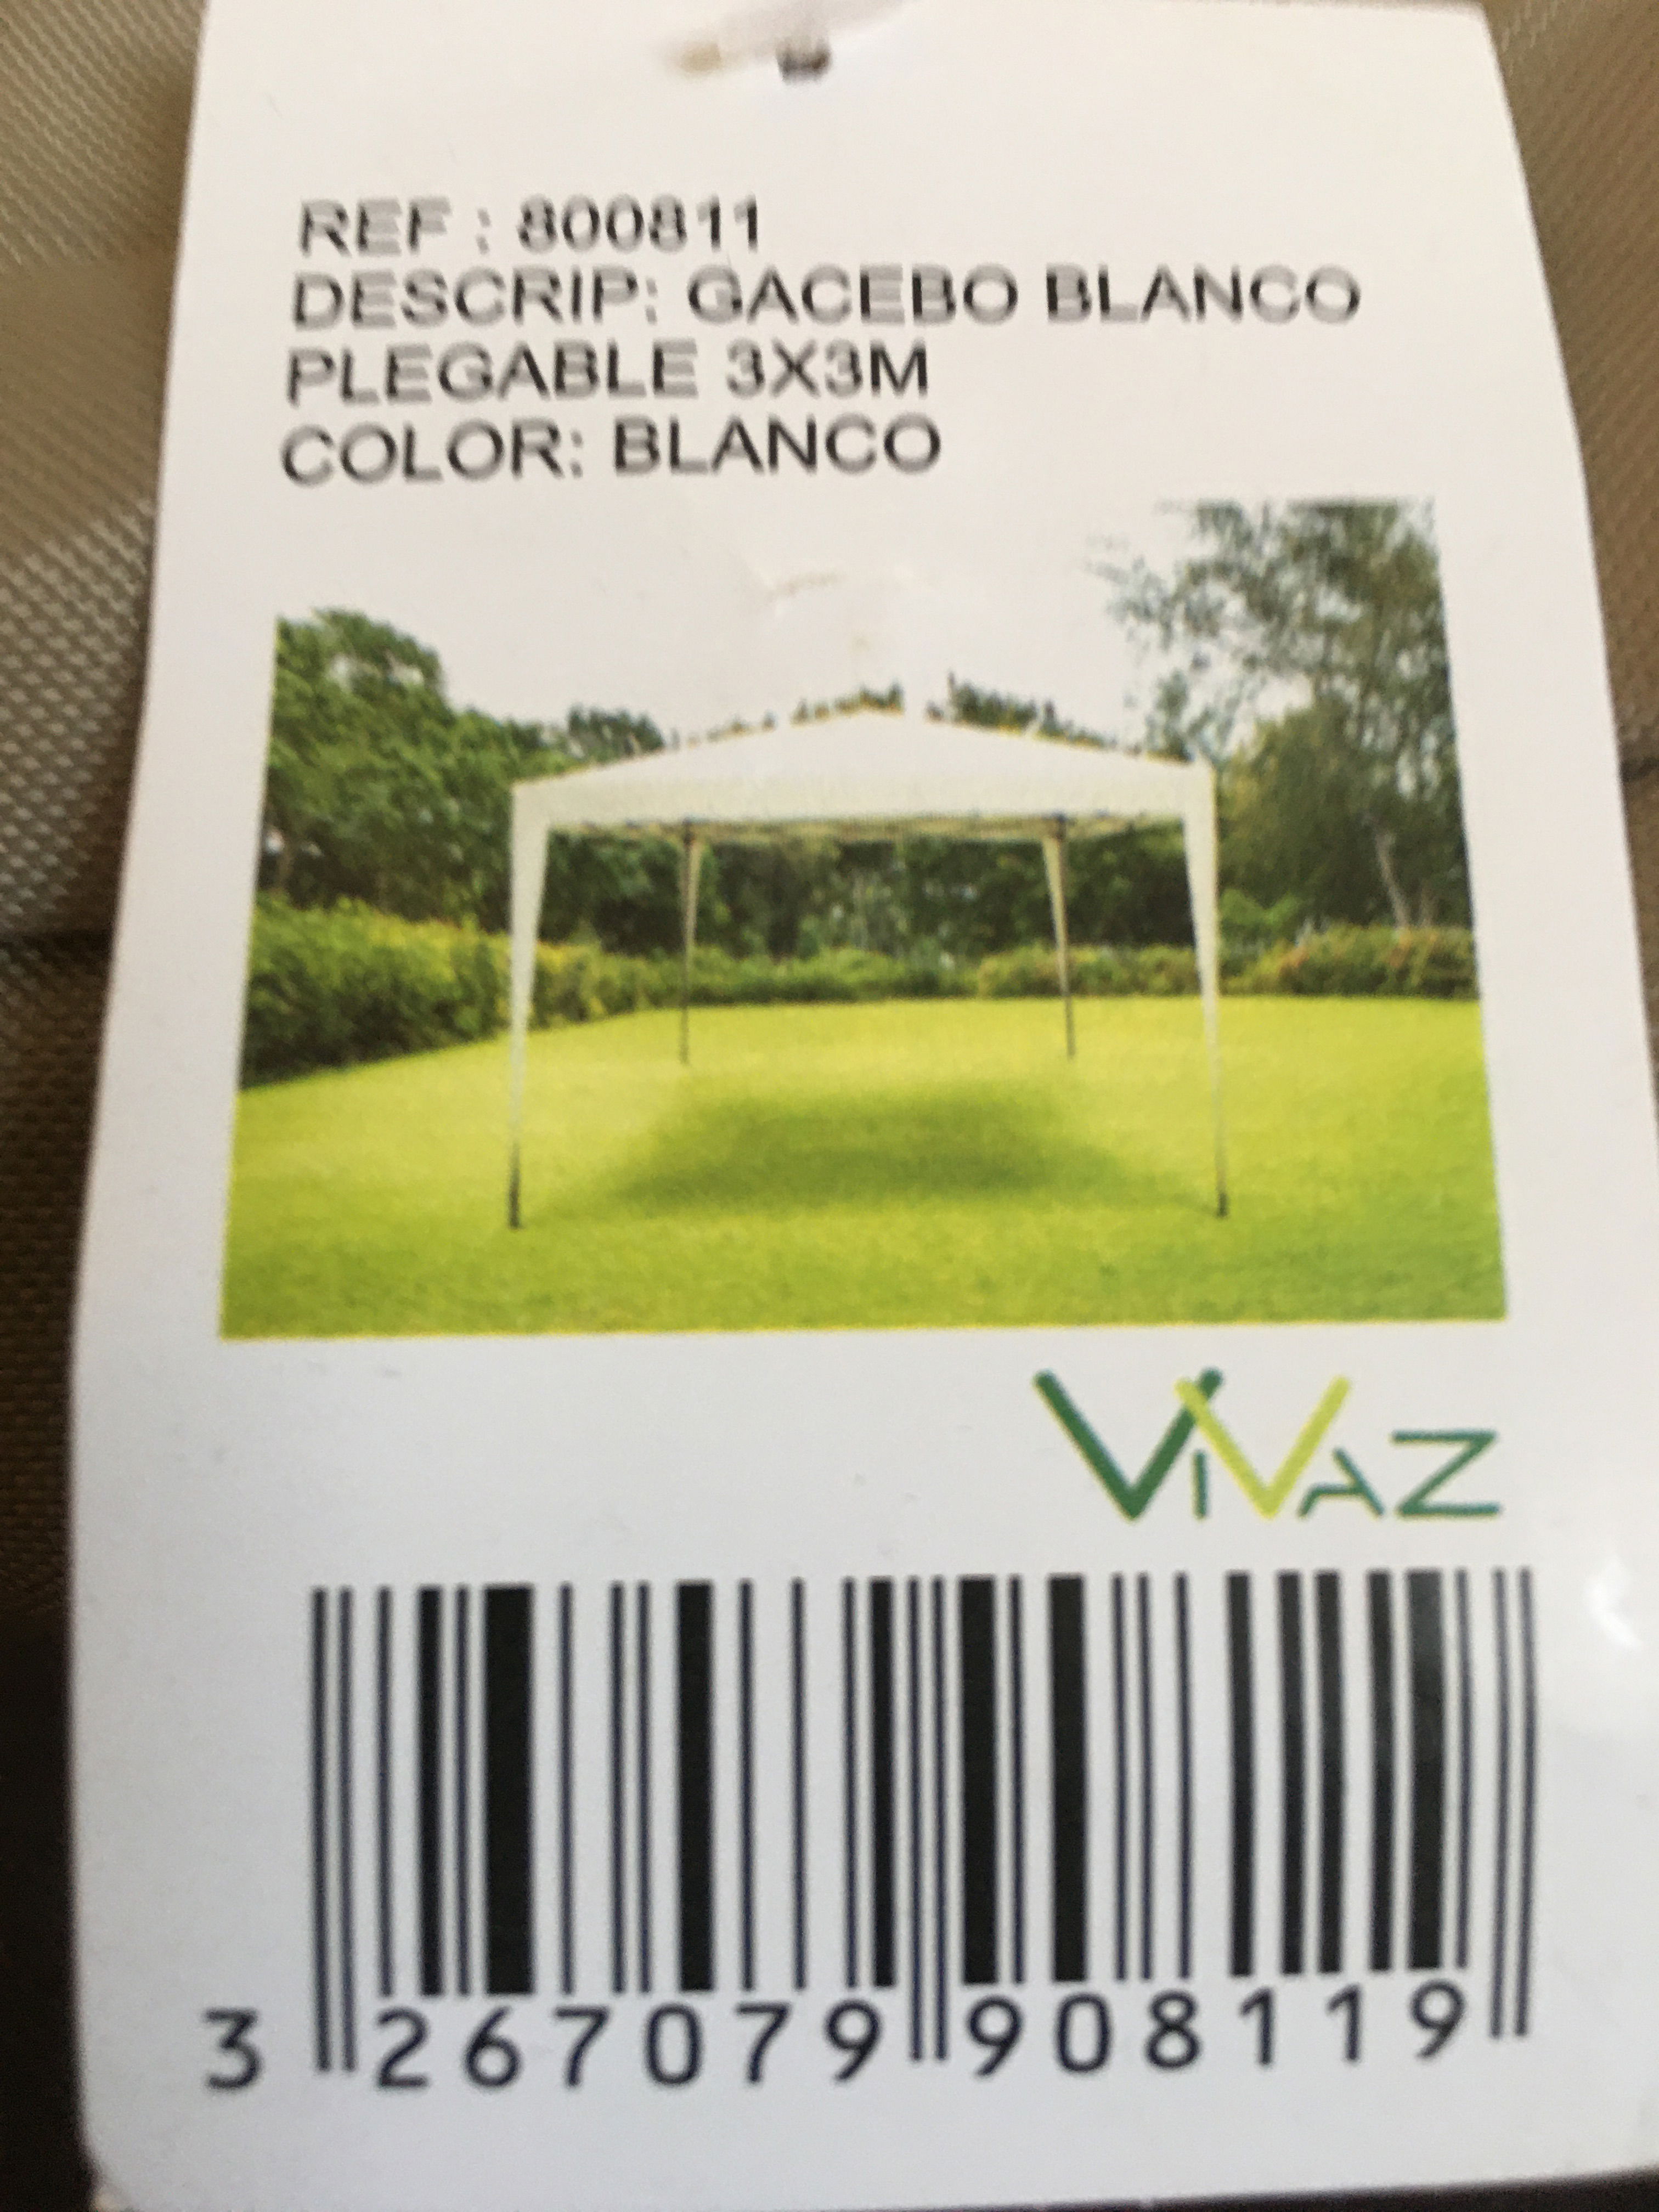 REF : 800811
DESCRIP: GACEBO BLANCO
PLEGABLE 3X3M
COLOR: BLANCO
ViVAZ
3 267079 908119